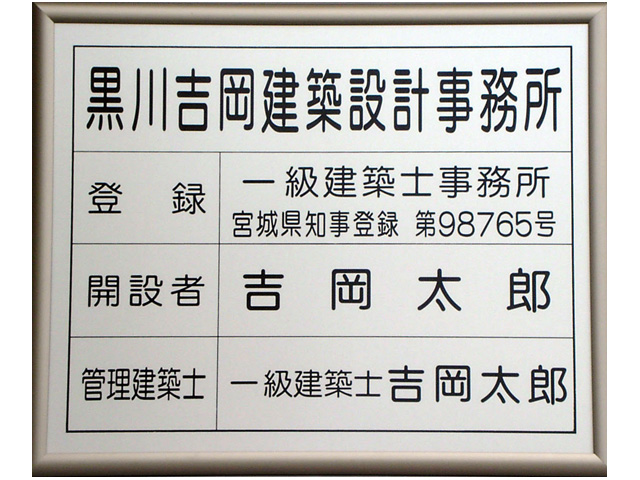 黒川吉岡建築設計事務所
登録
一級建築士事務所
宮城県知事登録 第98765号
開設者
吉岡太郎
管理建築士
一級建築士 吉岡太郎